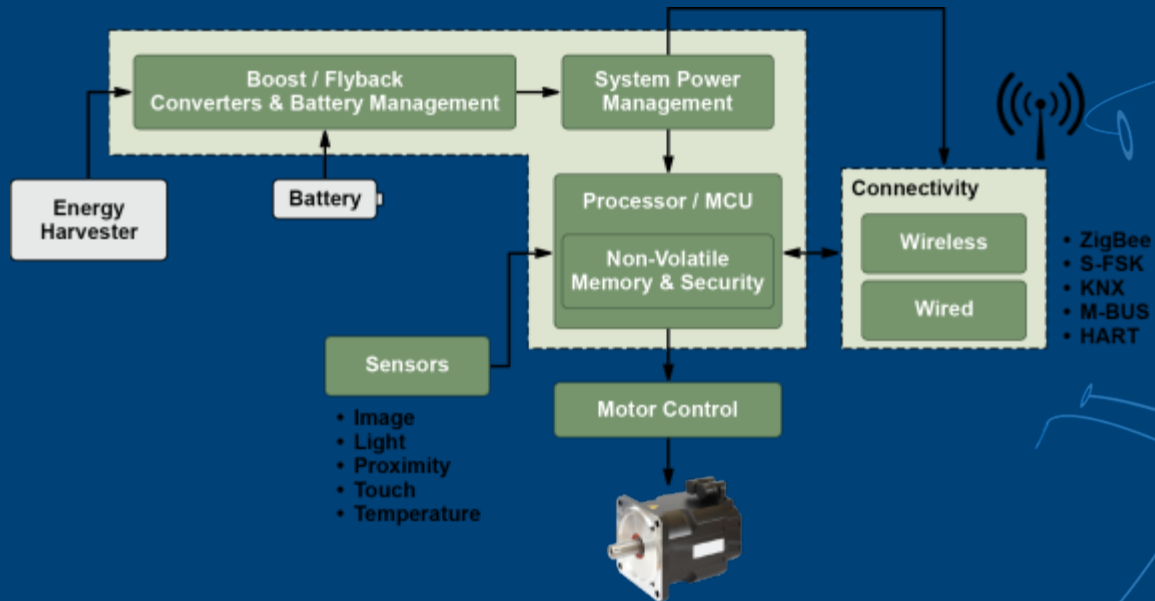 Boost / Flyback
Converters & Battery Management
System Power
Management
Energy
Harvester
Battery
Processor / MCU
Non-Volatile
Memory & Security
Connectivity
Wireless
Wired
• ZigBee
• S-FSK
• KNX
• M-BUS
• HART
Sensors
• Image
• Light
• Proximity
• Touch
• Temperature
Motor Control